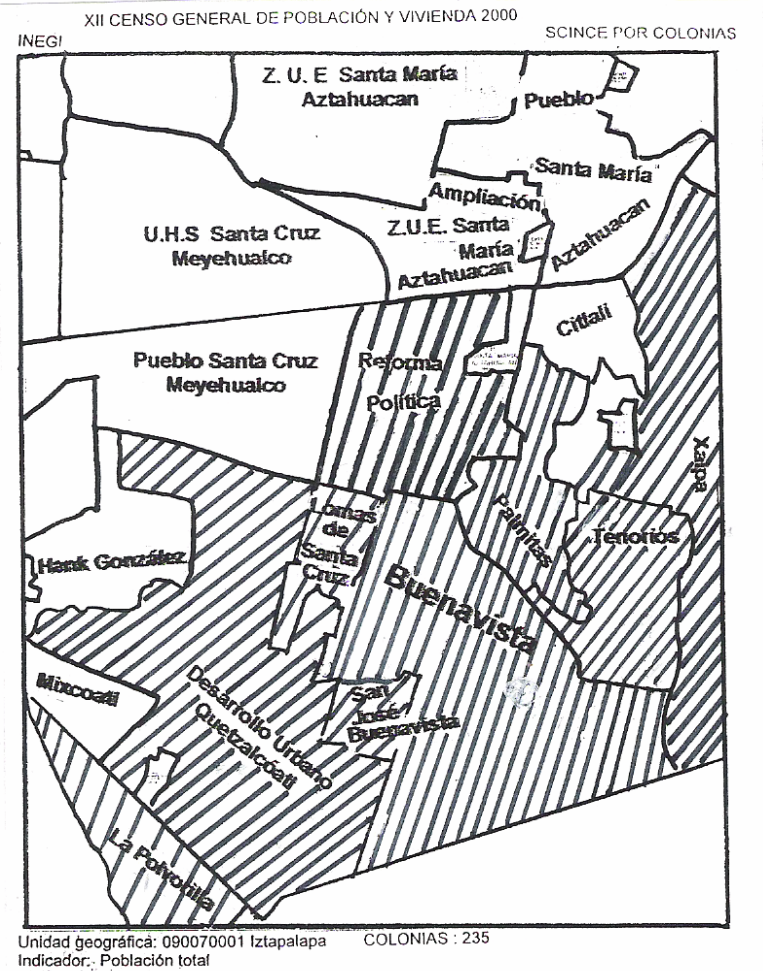 XII CENSO GENERAL DE POBLACIÓN Y VIVIENDA 2000
INEGI
SCINCE POR COLONIAS
Z. U. E Santa María
Aztahuacan
Pueblo
Santa María
Aztahuacan
Ampliación
Z.U.E. Santa
María
Aztahuacan
U.H.S Santa Cruz
Meyehualco
Citlali
Pueblo Santa Cruz
Meyehualco
Reforma
Política
Xalpa
Lomas
de
Santa
Cruz
Palmitas
Tenorios
Hank González
Buenavista
Mixcoatl
Desarrollo Urbano
Quetzalcóatl
San
José
Buenavista
La Polvorilla
Unidad geográfica: 090070001 Iztapalapa
COLONIAS : 235
Indicador: Población total